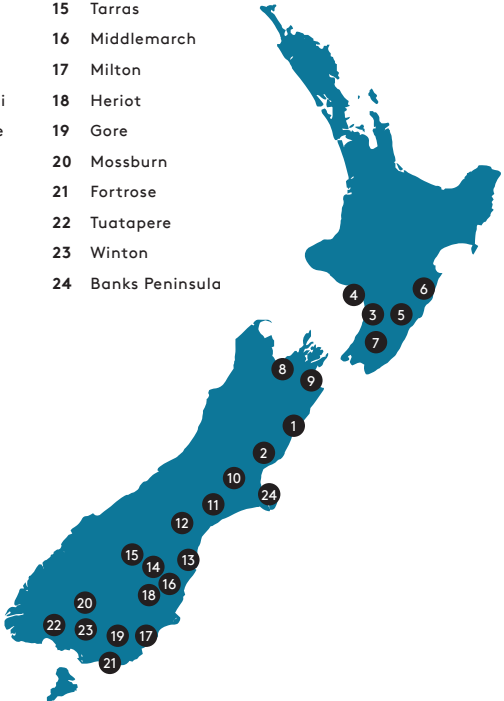 15 Tarras
16 Middlemarch
17 Milton
i
18 Heriot
e
19 Gore
20 Mossburn
21 Fortrose
22 Tuatapere
23 Winton
24 Banks Peninsula
4
6
3
5
7
8
9
1
2
10
24
11
12
15
14
13
16
18
20
22
23
19
17
21